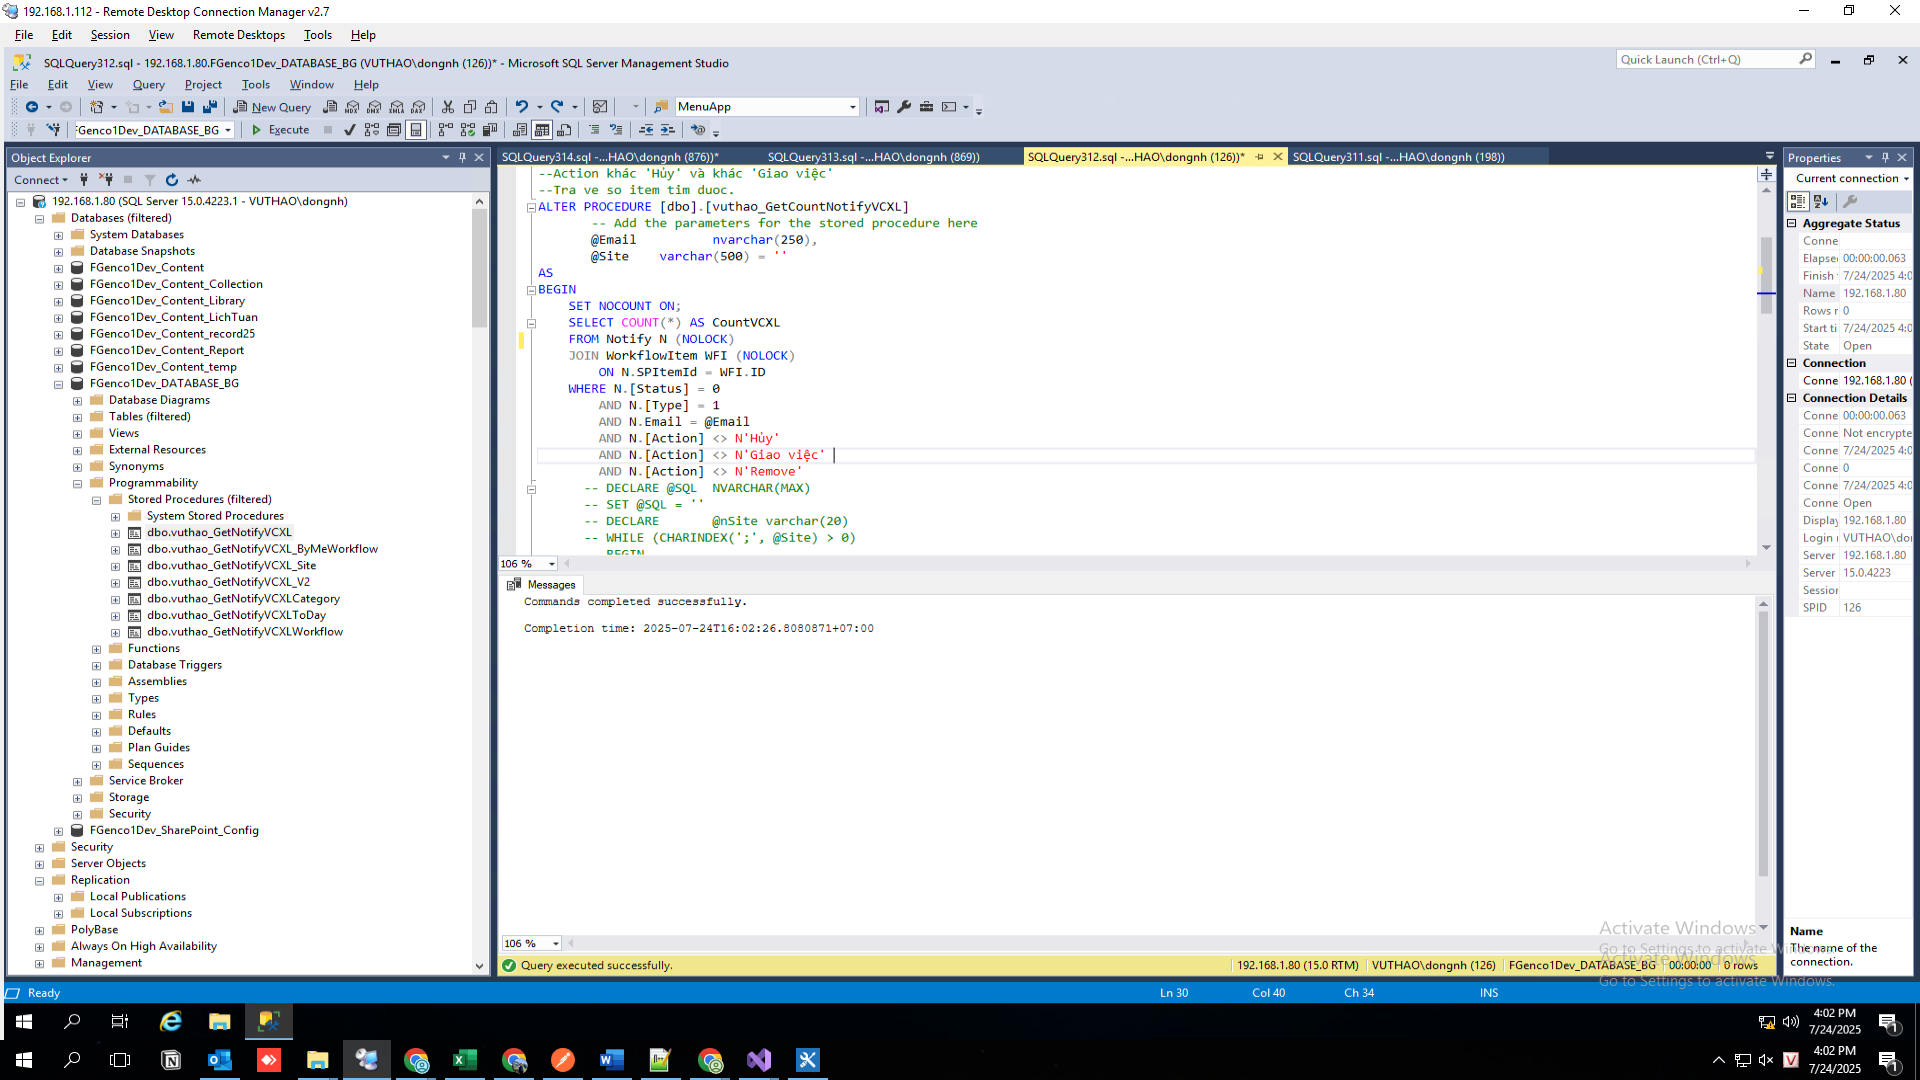 192.168.1.112 - Remote Desktop Connection Manager v2.7
File Edit Session View Remote Desktops Tools Help
SQLQuery312.sql - 192.168.1.80.FGenco1Dev_DATABASE_BG (VUTHAO\dongnh (126))* - Microsoft SQL Server Management Studio
Quick Launch (Ctrl+Q)
File Edit View Query Project Tools Window Help
New Query MenuApp
Genco1Dev_DATABASE_BG Execute
Object Explorer
Connect
192.168.1.80 (SQL Server 15.0.4223.1 - VUTHAO\dongnh)
Databases (filtered)
System Databases
Database Snapshots
FGenco1Dev_Content
FGenco1Dev_Content_Collection
FGenco1Dev_Content_Library
FGenco1Dev_Content_LichTuan
FGenco1Dev_Content_record25
FGenco1Dev_Content_Report
FGenco1Dev_Content_temp
FGenco1Dev_DATABASE_BG
Database Diagrams
Tables (filtered)
Views
External Resources
Synonyms
Programmability
Stored Procedures (filtered)
System Stored Procedures
dbo.vuthao_GetNotifyVCXL
dbo.vuthao_GetNotifyVCXL_ByMeWorkflow
dbo.vuthao_GetNotifyVCXL_Site
dbo.vuthao_GetNotifyVCXL_V2
dbo.vuthao_GetNotifyVCXLCategory
dbo.vuthao_GetNotifyVCXLToDay
dbo.vuthao_GetNotifyVCXLWorkflow
Functions
Database Triggers
Assemblies
Types
Rules
Defaults
Plan Guides
Sequences
Service Broker
Storage
Security
FGenco1Dev_SharePoint_Config
Security
Server Objects
Replication
Local Publications
Local Subscriptions
PolyBase
Always On High Availability
Management
SQLQuery314.sql -...HAO\dongnh (876))* SQLQuery313.sql -...HAO\dongnh (869)) SQLQuery312.sql -...HAO\dongnh (126))* SQLQuery311.sql -...HAO\dongnh (198))
--Action khác 'Hủy' và khác 'Giao việc'
--Tra ve so item tim duoc.
ALTER PROCEDURE [dbo].[vuthao_GetCountNotifyVCXL]
-- Add the parameters for the stored procedure here
@Email nvarchar(250),
@Site varchar(500) = ''
AS
BEGIN
SET NOCOUNT ON;
SELECT COUNT(*) AS CountVCXL
FROM Notify N (NOLOCK)
JOIN WorkflowItem WFI (NOLOCK)
ON N.SPItemId = WFI.ID
WHERE N.[Status] = 0
AND N.[Type] = 1
AND N.Email = @Email
AND N.[Action] <> N'Hủy'
AND N.[Action] <> N'Giao việc'
AND N.[Action] <> N'Remove'
-- DECLARE @SQL NVARCHAR(MAX)
-- SET @SQL = ''
-- DECLARE @nSite varchar(20)
-- WHILE (CHARINDEX(';', @Site) > 0)
BEGIN
106 %
Messages
Commands completed successfully.
Completion time: 2025-07-24T16:02:26.8080871+07:00
106 %
Query executed successfully. 192.168.1.80 (15.0 RTM) VUTHAO\dongnh (126) FGenco1Dev_DATABASE_BG 00:00:00 0 rows
Properties
Current connection
Aggregate Status
Conne
Elapse 00:00:00.063
Finish 7/24/2025 4:0
Name 192.168.1.80
Rows r 0
Start ti 7/24/2025 4:0
State Open
Connection
Conne 192.168.1.80 (
Connection Details
Conne 00:00:00.063
Conne Not encrypte
Conne 7/24/2025 4:0
Conne 0
Conne 7/24/2025 4:0
Conne Open
Display 192.168.1.80
Login VUTHAO\do
Server 192.168.1.80
Server 15.0.4223
Session
SPID 126
Name
The name of the
connection.
Activate Windows
Go to Settings to activate Windows.
Activate Windows
Go to Settings to activate Windows.
Ready Ln 30 Col 40 Ch 34 INS
4:02 PM
7/24/2025
1
4:02 PM
7/24/2025
1